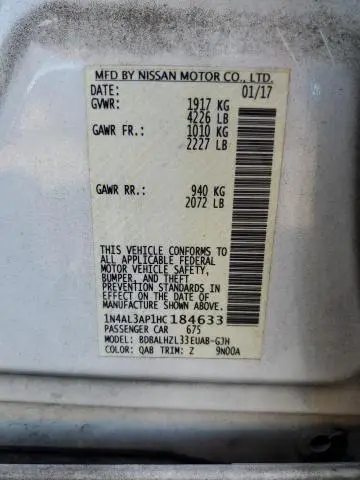 MFD BY NISSAN MOTOR CO., LTD.
DATE: 01/17
GVWR: 1917 KG
4226 LB
GAWR FR.: 1010 KG
2227 LB
GAWR RR.: 940 KG
2072 LB
THIS VEHICLE CONFORMS TO
ALL APPLICABLE FEDERAL
MOTOR VEHICLE SAFETY,
BUMPER, AND THEFT
PREVENTION STANDARDS IN
EFFECT ON THE DATE OF
MANUFACTURE SHOWN ABOVE.
1N4AL3AP1HC184633
PASSENGER CAR 675
MODEL: BDBALHZL33EUAB-GJH
COLOR: QAB TRIM: Z 9N00A